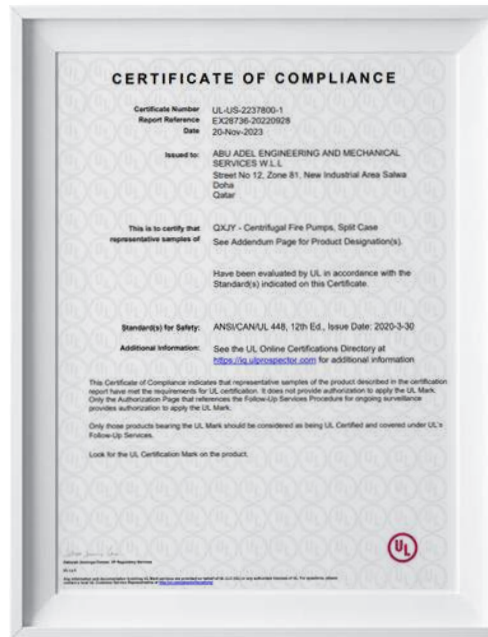 CERTIFICATE OF COMPLIANCE
Certificate Number UL-US-2237800-1
Report Reference EX28736-20220928
Date 20-Nov-2023
Issued to: ABU ADEL ENGINEERING AND MECHANICAL
SERVICES W.L.L
Street No 12, Zone 81, New Industrial Area Salwa
Doha
Qatar
This is to certify that QXJY - Centrifugal Fire Pumps, Split Case
representative samples of See Addendum Page for Product Designation(s).
Have been evaluated by UL in accordance with the
Standard(s) indicated on this Certificate.
Standard(s) for Safety: ANSI/CAN/UL 448, 12th Ed., Issue Date: 2020-3-30
Additional Information: See the UL Online Certifications Directory at
https://iq.ulprospector.com for additional information
This Certificate of Compliance indicates that representative samples of the product described in the certification
report have met the requirements for UL certification. It does not provide authorization to apply the UL Mark.
Only the Authorization Page that references the Follow-Up Services Procedure for ongoing surveillance
provides authorization to apply the UL Mark.
Only those products bearing the UL Mark should be considered as being UL Certified and covered under UL's
Follow-Up Services.
Look for the UL Certification Mark on the product.
UL